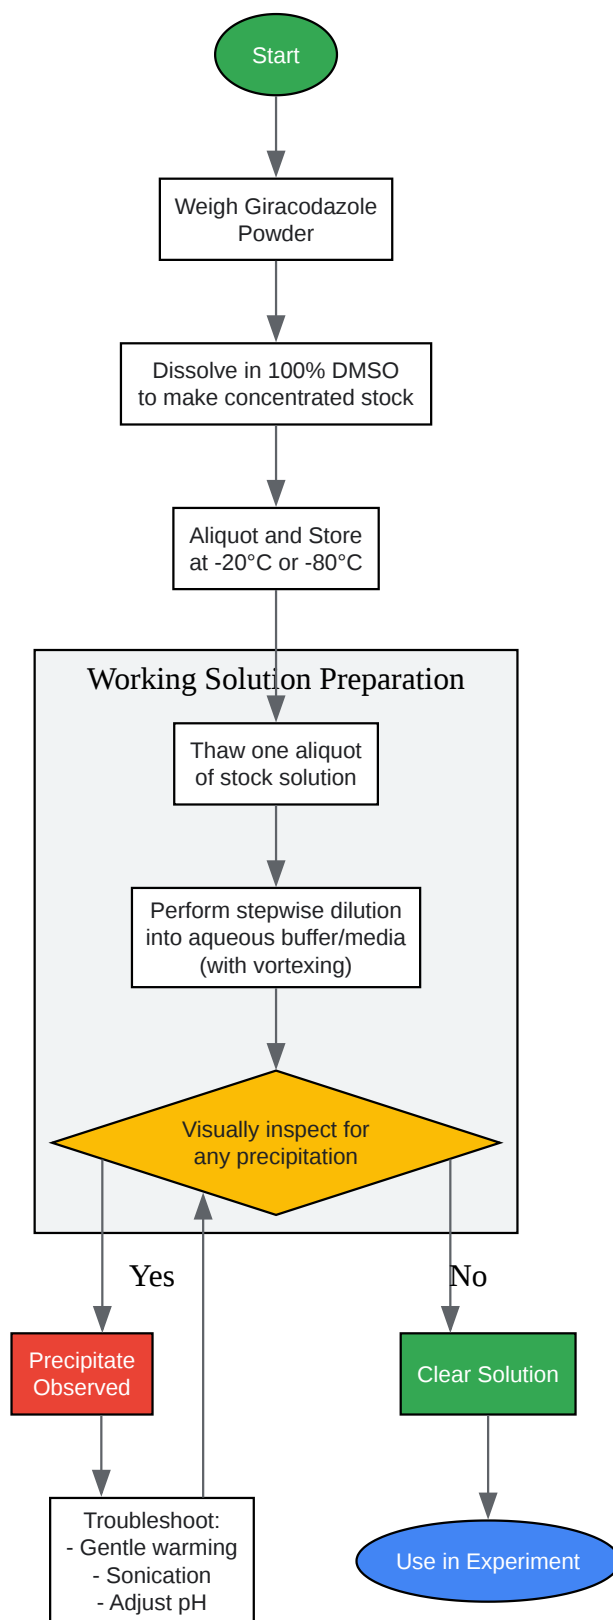 Start
Weigh Giracodazole
Powder
Dissolve in 100% DMSO
to make concentrated stock
Aliquot and Store
at -20°C or -80°C
Working Solution Preparation
Thaw one aliquot
of stock solution
Perform stepwise dilution
into aqueous buffer/media
(with vortexing)
Visually inspect for
any precipitation
Yes
No
Precipitate
Observed
Clear Solution
Troubleshoot:
- Gentle warming
- Sonication
- Adjust pH
Use in Experiment